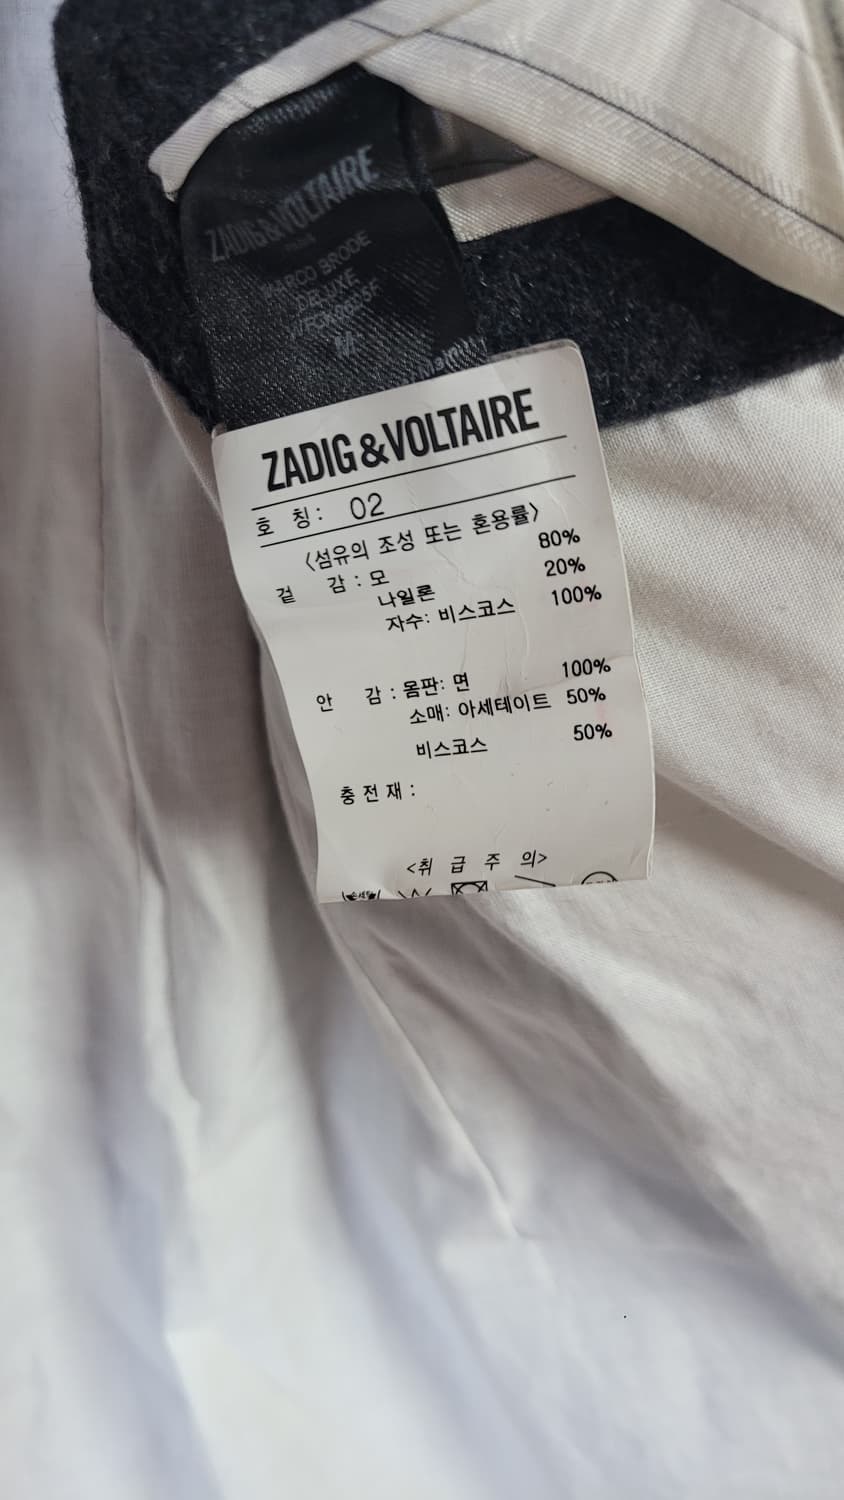 ZADIG&VOLTAIRE
BRODE
DELUXE
ZADIG&VOLTAIRE
호 칭: 02
<섬유의 조성 또는 혼용률>
겉 감: 모 80%
나일론 20%
자수: 비스코스 100%
안 감: 몸판: 면 100%
소매: 아세테이트 50%
비스코스 50%
충전재:
<취급주의>